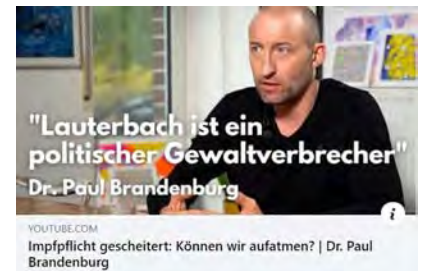 "Lauterbach ist ein
politischer Gewaltverbrecher"
Dr. Paul Brandenburg
i
YOUTUBE.COM
Impfpflicht gescheitert: Können wir aufatmen? | Dr. Paul
Brandenburg